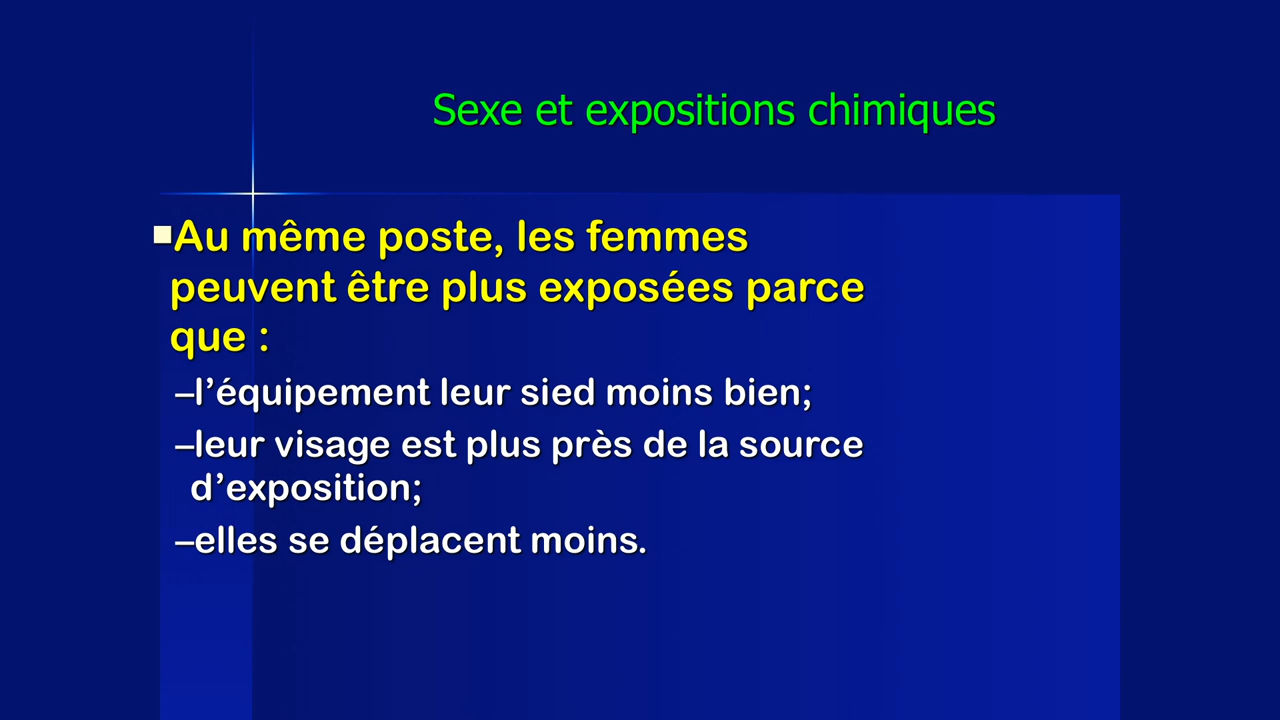 Sexe et expositions chimiques
Au même poste, les femmes
peuvent être plus exposées parce
que :
–l’équipement leur sied moins bien;
–leur visage est plus près de la source
d’exposition;
–elles se déplacent moins.